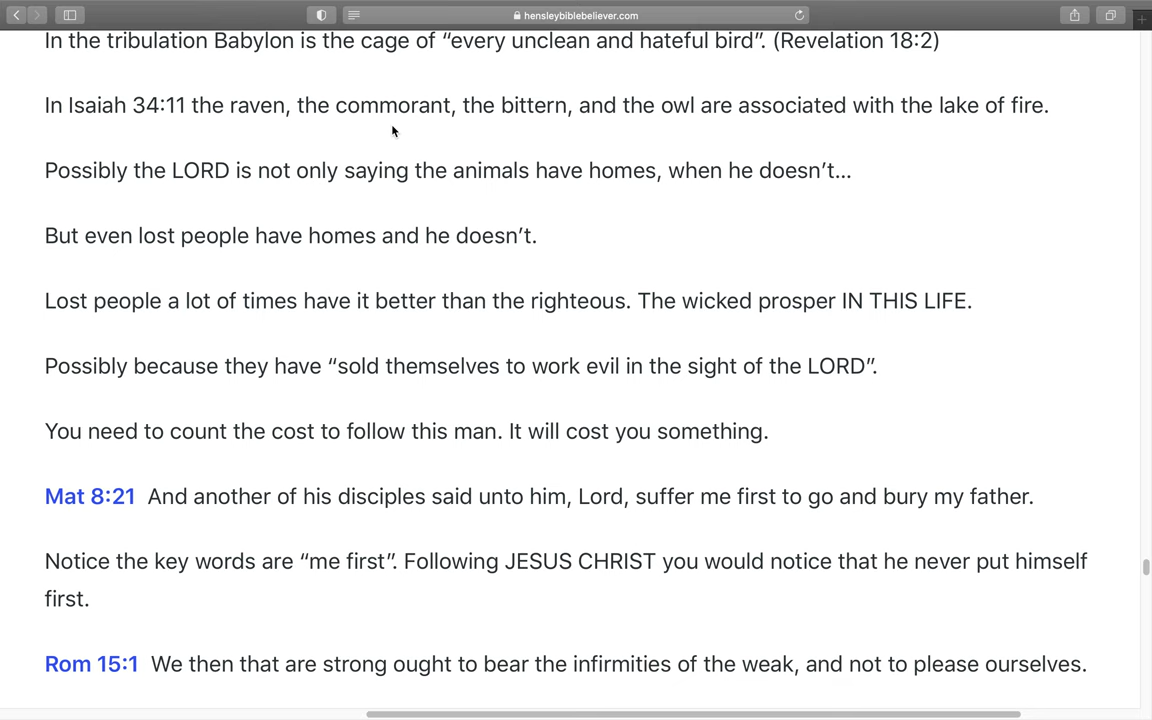 hensleybiblebeliever.com
In the tribulation Babylon is the cage of “every unclean and hateful bird”. (Revelation 18:2)
In Isaiah 34:11 the raven, the commorant, the bittern, and the owl are associated with the lake of fire.
Possibly the LORD is not only saying the animals have homes, when he doesn’t…
But even lost people have homes and he doesn’t.
Lost people a lot of times have it better than the righteous. The wicked prosper IN THIS LIFE.
Possibly because they have “sold themselves to work evil in the sight of the LORD”.
You need to count the cost to follow this man. It will cost you something.
Mat 8:21 And another of his disciples said unto him, Lord, suffer me first to go and bury my father.
Notice the key words are “me first”. Following JESUS CHRIST you would notice that he never put himself
first.
Rom 15:1 We then that are strong ought to bear the infirmities of the weak, and not to please ourselves.